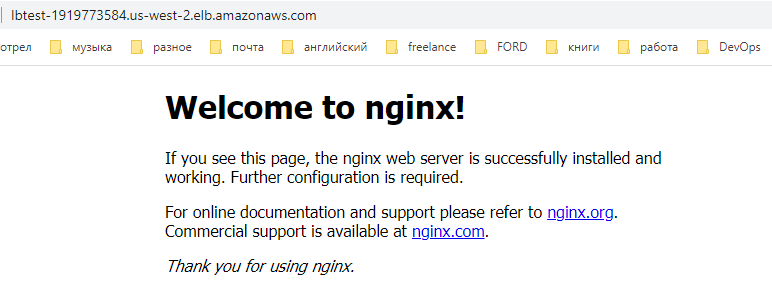 lbtest-1919773584.us-west-2.elb.amazonaws.com
отрел музыка разное почта английский freelance FORD книги работа DevOps
Welcome to nginx!
If you see this page, the nginx web server is successfully installed and
working. Further configuration is required.
For online documentation and support please refer to nginx.org.
Commercial support is available at nginx.com.
Thank you for using nginx.